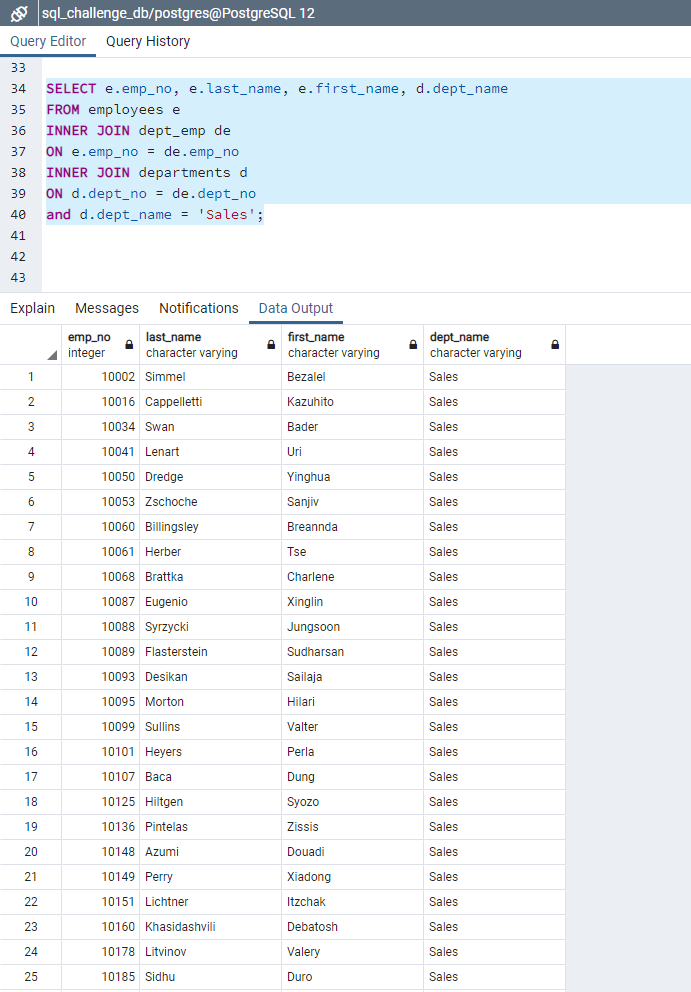 sql_challenge_db/postgres@PostgreSQL 12
Query Editor Query History
33
34 SELECT e.emp_no, e.last_name, e.first_name, d.dept_name
35 FROM employees e
36 INNER JOIN dept_emp de
37 ON e.emp_no = de.emp_no
38 INNER JOIN departments d
39 ON d.dept_no = de.dept_no
40 and d.dept_name = 'Sales';
41
42
43
Explain Messages Notifications Data Output
emp_no last_name first_name dept_name
integer character varying character varying character varying
1 10002 Simmel Bezalel Sales
2 10016 Cappelletti Kazuhito Sales
3 10034 Swan Bader Sales
4 10041 Lenart Uri Sales
5 10050 Dredge Yinghua Sales
6 10053 Zschoche Sanjiv Sales
7 10060 Billingsley Breannda Sales
8 10061 Herber Tse Sales
9 10068 Brattka Charlene Sales
10 10087 Eugenio Xinglin Sales
11 10088 Syrzycki Jungsoon Sales
12 10089 Flasterstein Sudharsan Sales
13 10093 Desikan Sailaja Sales
14 10095 Morton Hilari Sales
15 10099 Sullins Valter Sales
16 10101 Heyers Perla Sales
17 10107 Baca Dung Sales
18 10125 Hiltgen Syozo Sales
19 10136 Pintelas Zissis Sales
20 10148 Azumi Douadi Sales
21 10149 Perry Xiadong Sales
22 10151 Lichtner Itzchak Sales
23 10160 Khasidashvili Debatosh Sales
24 10178 Litvinov Valery Sales
25 10185 Sidhu Duro Sales